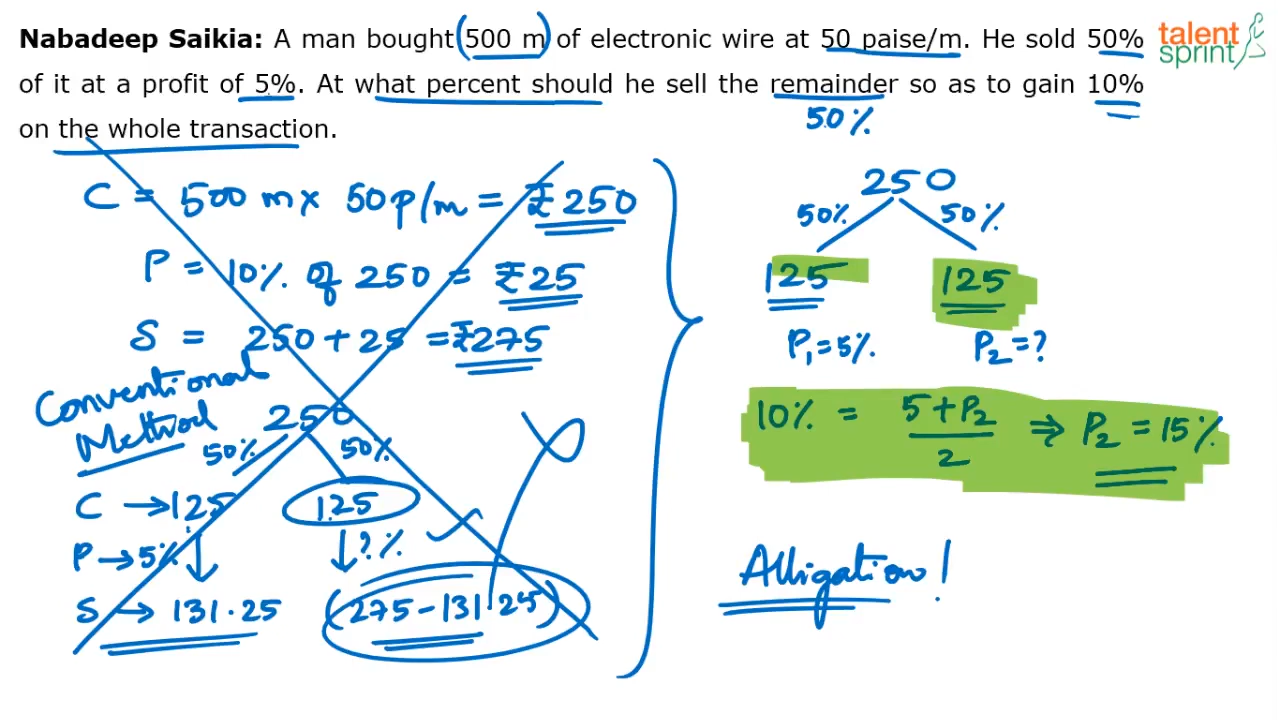 Nabadeep Saikia: A man bought (500 m) of electronic wire at 50 paise/m. He sold 50%
of it at a profit of 5%. At what percent should he sell the remainder so as to gain 10%
on the whole transaction.
talent
sprint
50%
C = 500 m x 50p/m = ₹250
P = 10% of 250 = ₹25
S = 250 + 25 = ₹275
Conventional
Method
250
50% 50%
C → 125 125
P → 5% ?%
S → 131.25 (275 - 131.25)
250
50% 50%
125 125
P₁ = 5% P₂ = ?
10% = 5 + P₂ / 2 ⇒ P₂ = 15%
Alligation!